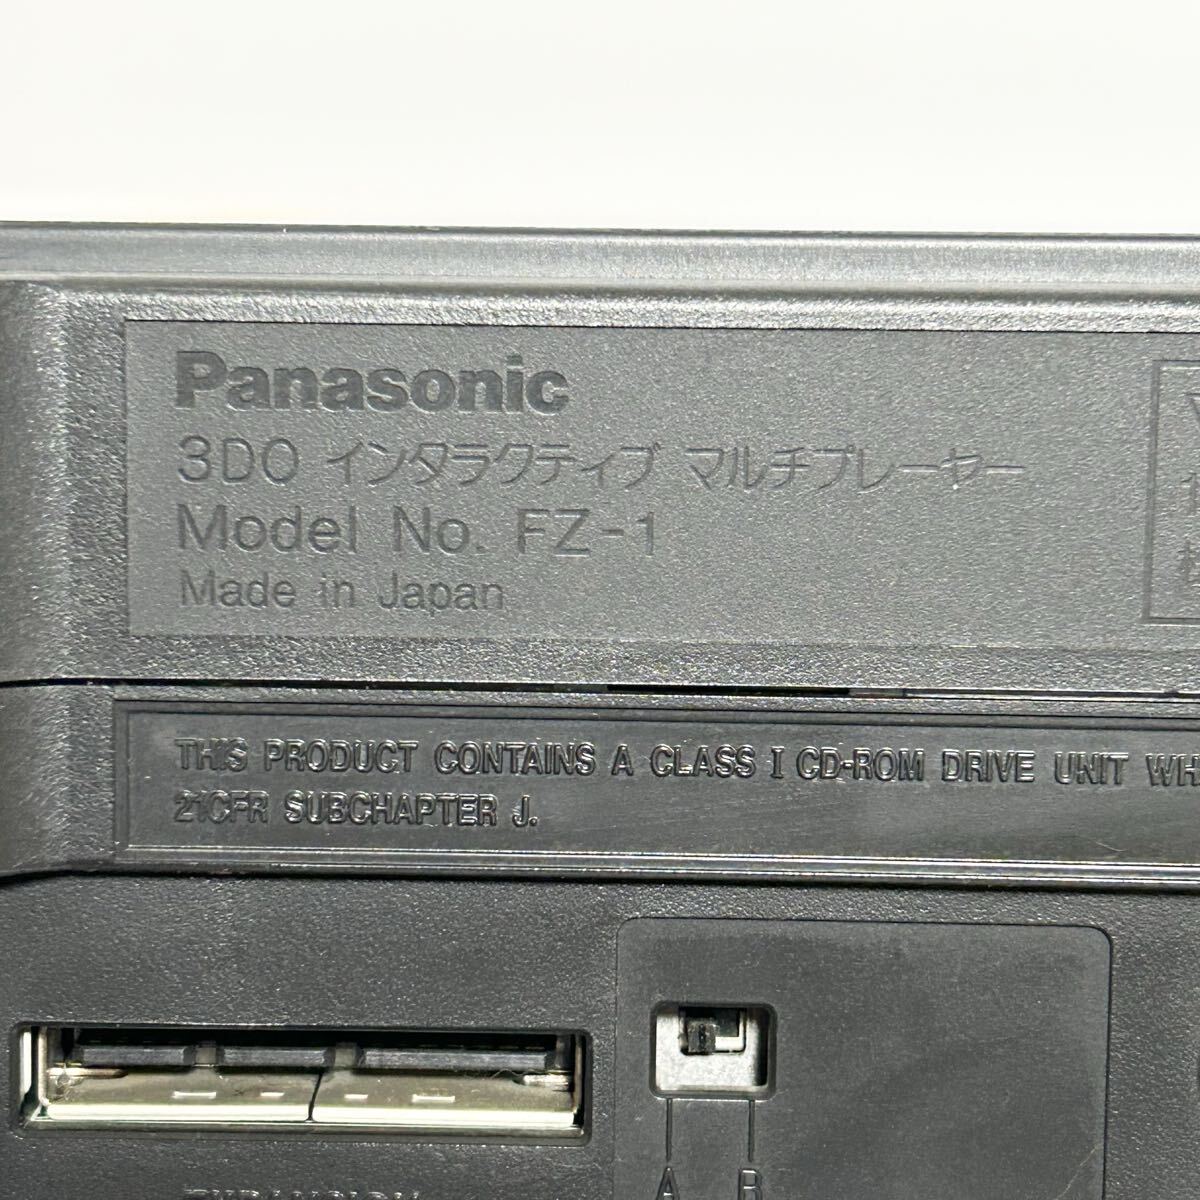 Panasonic
3DO インタラクティブ マルチプレーヤー
Model No. FZ-1
Made in Japan
THIS PRODUCT CONTAINS A CLASS I CD-ROM DRIVE UNIT WH
21CFR SUBCHAPTER J.
A B